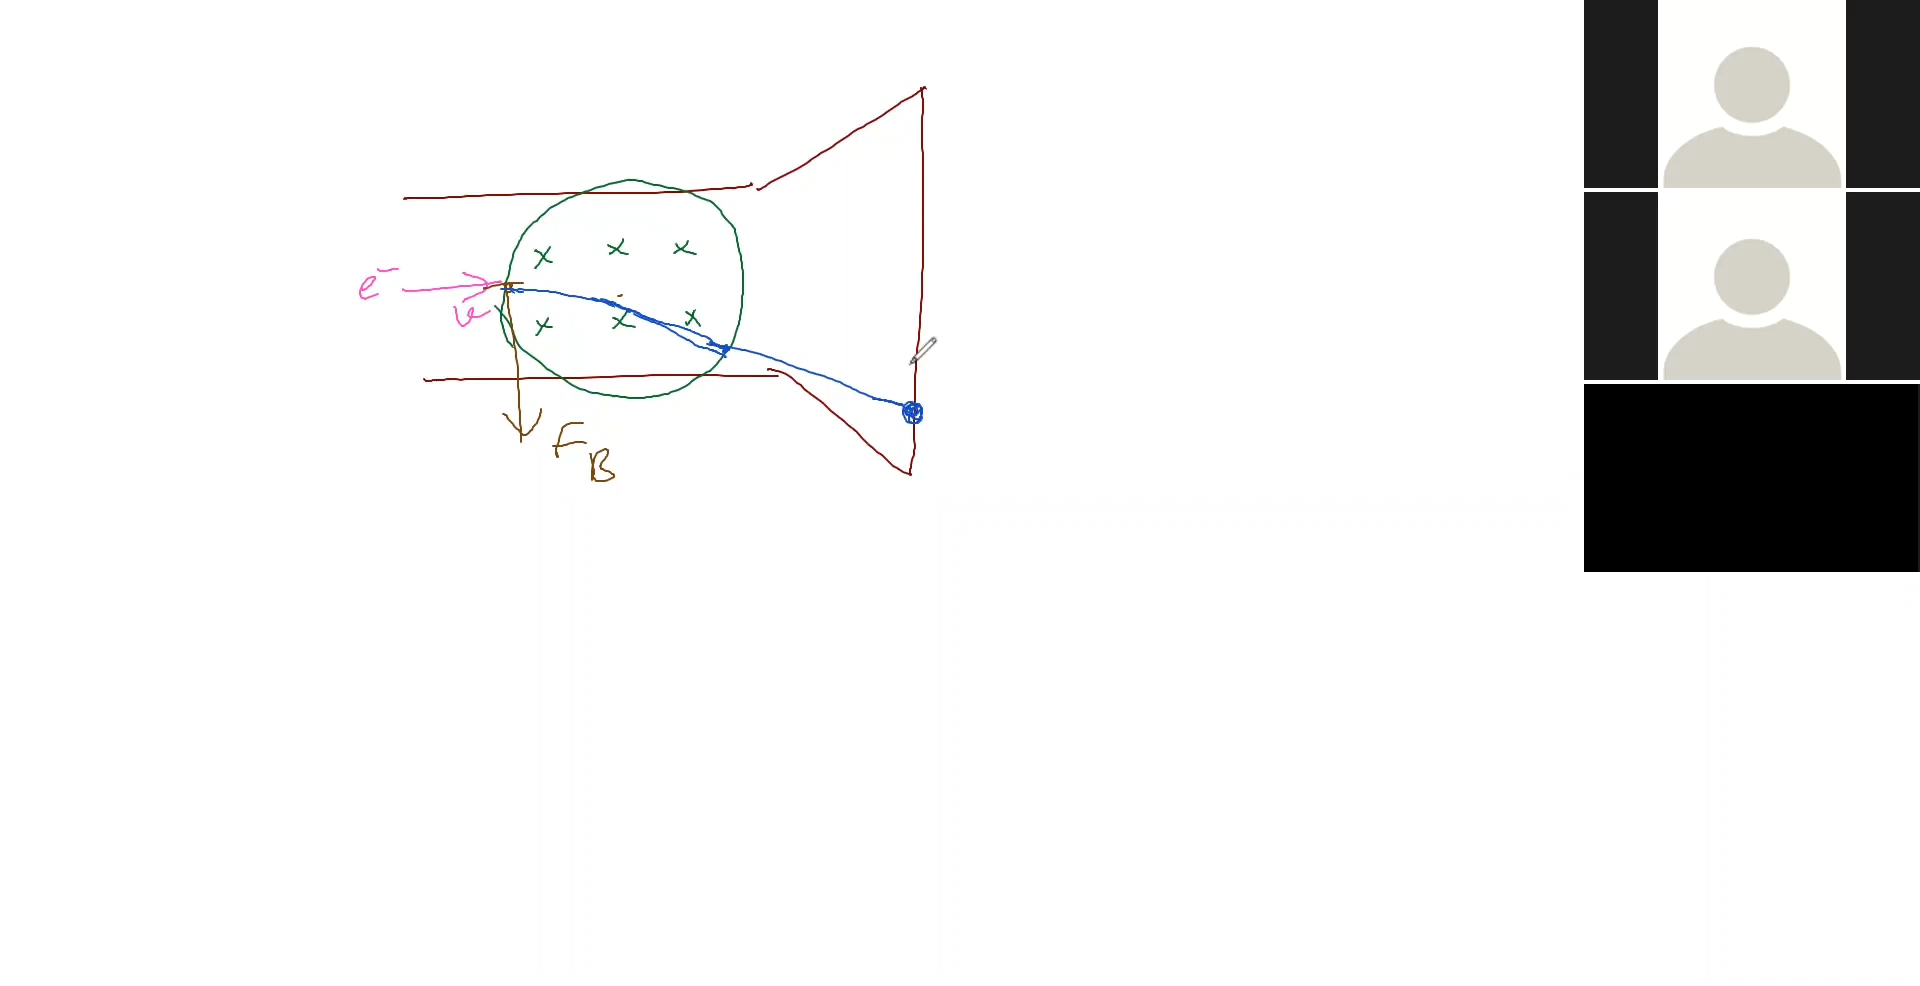 x x x
e⁻
v
x x x
F_B